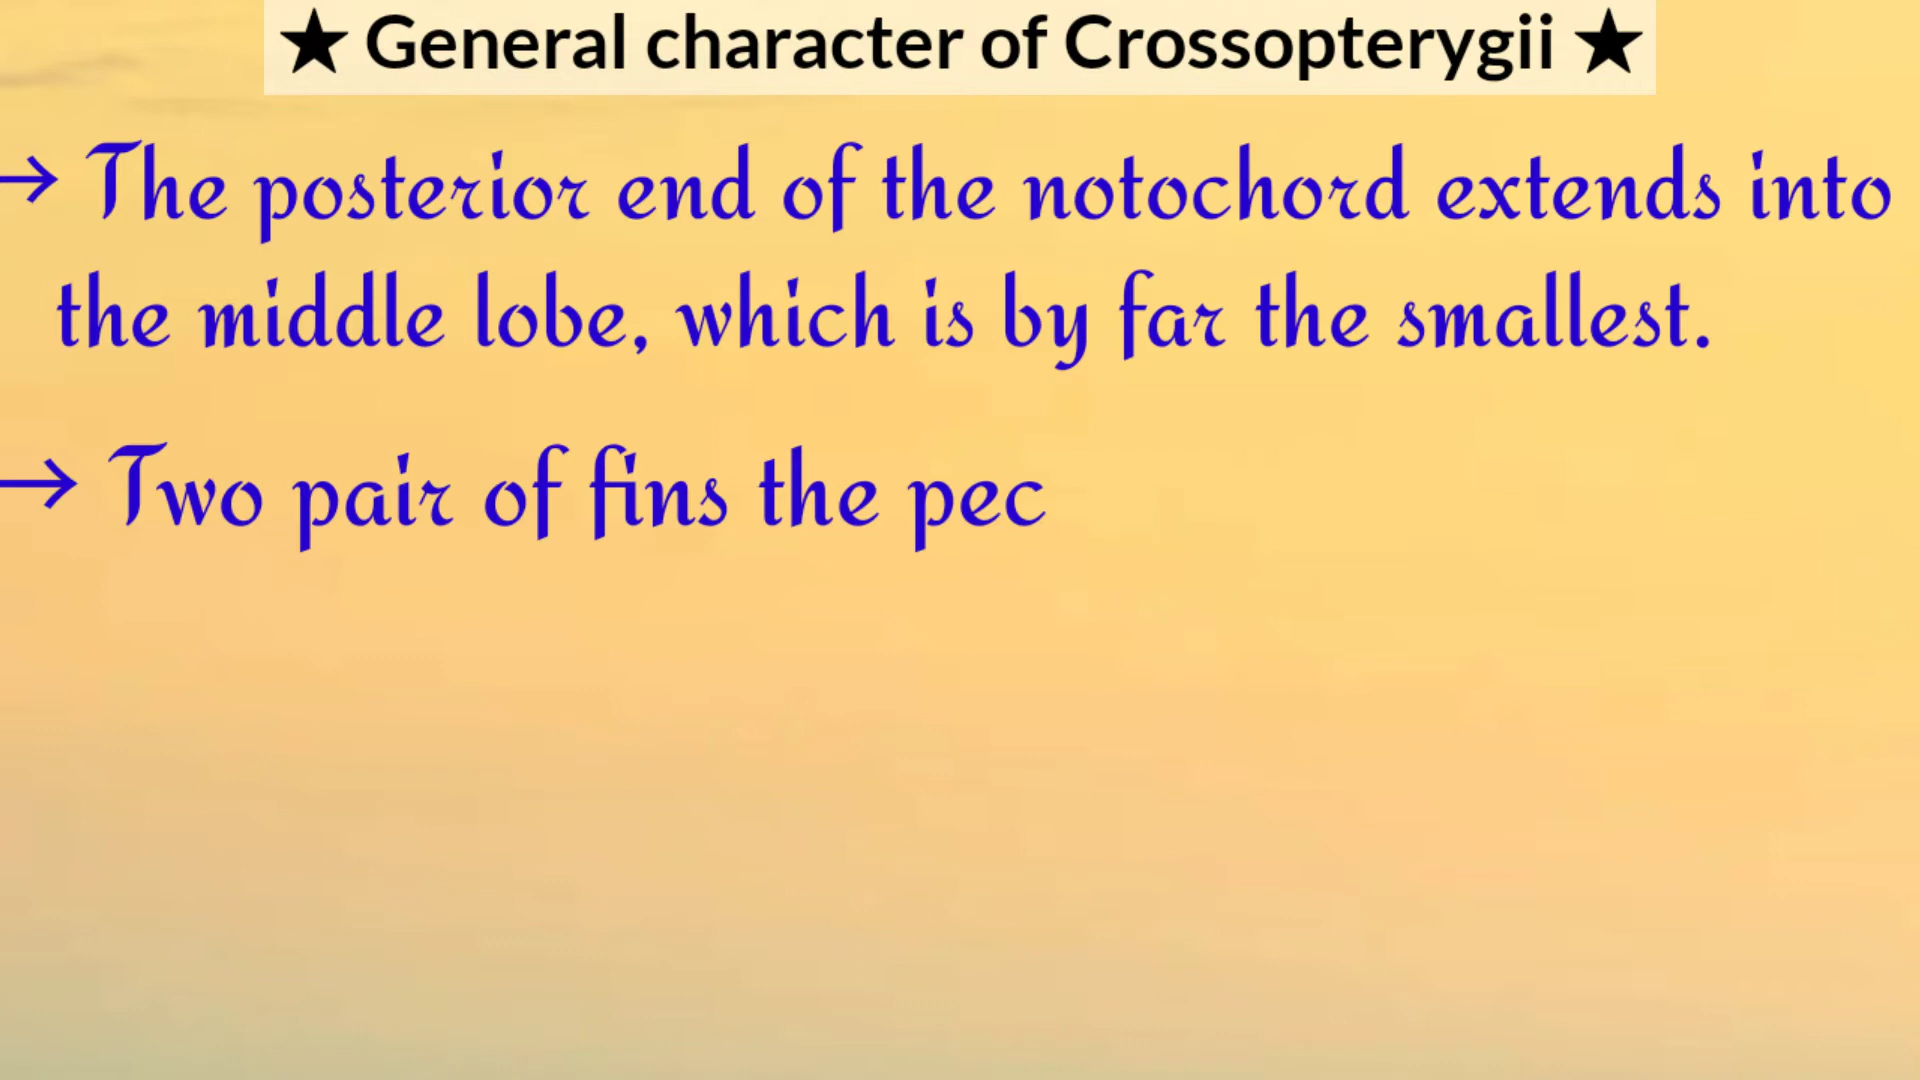 ★ General character of Crossopterygii ★
→ The posterior end of the notochord extends into
the middle lobe, which is by far the smallest.
→ Two pair of fins the pec